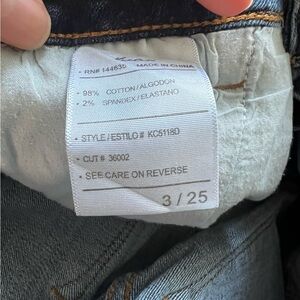 • RN# 144635 MADE IN CHINA
• 98% COTTON/ALGODON
• 2% SPANDEX/ELASTANO
• STYLE/ESTILO# KC5118D
• CUT# 36002
• SEE CARE ON REVERSE
3 / 25